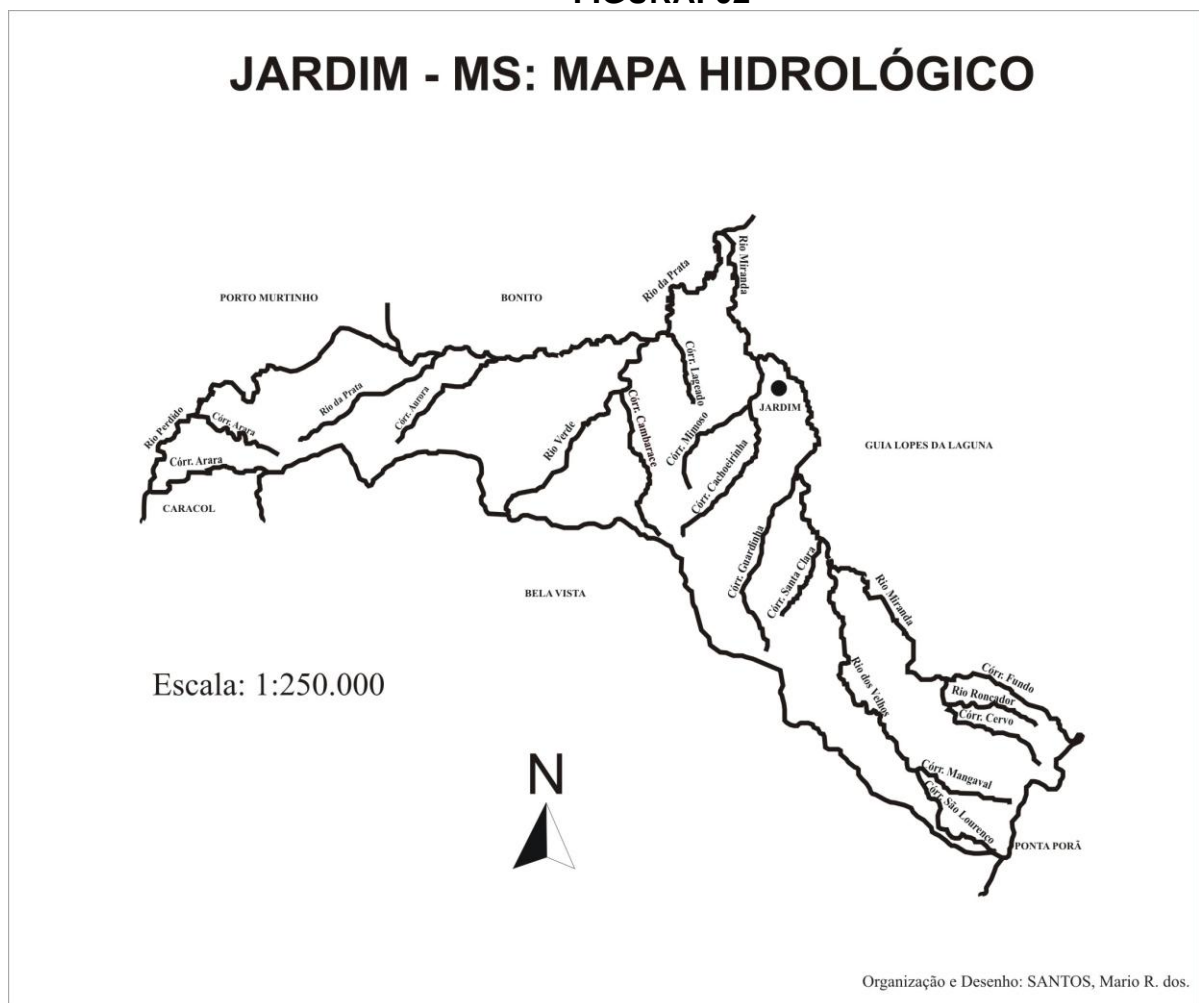 JARDIM - MS: MAPA HIDROLÓGICO
Rio Miranda
Rio da Prata
PORTO MURTINHO
BONITO
Córr. Lageado
Rio da Prata
Córr. Aurora
Córr. Cambarace
JARDIM
Rio Perdido
Córr. Arara
Rio Verde
Córr. Mimoso
GUIA LOPES DA LAGUNA
Córr. Arara
Córr. Cachoeirinha
CARACOL
Córr. Guardinha
Córr. Santa Clara
BELA VISTA
Rio Miranda
Escala: 1:250.000
Rio dos Velhos
Córr. Fundo
Rio Roncador
Córr. Cervo
N
Córr. Mangaval
Córr. São Lourenço
PONTA PORÃ
Organização e Desenho: SANTOS, Mario R. dos.